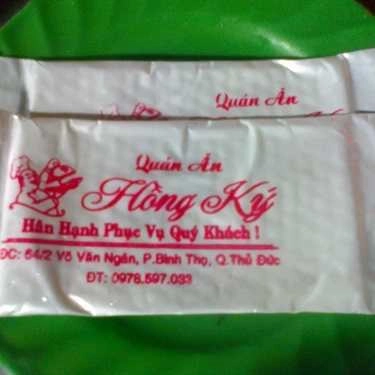 Quán Ăn
Quán Ăn
Hồng Ký
Hân Hạnh Phục Vụ Quý Khách !
ĐC: 64/2 Võ Văn Ngân, P.Bình Thọ, Q.Thủ Đức
ĐT: 0978.597.033